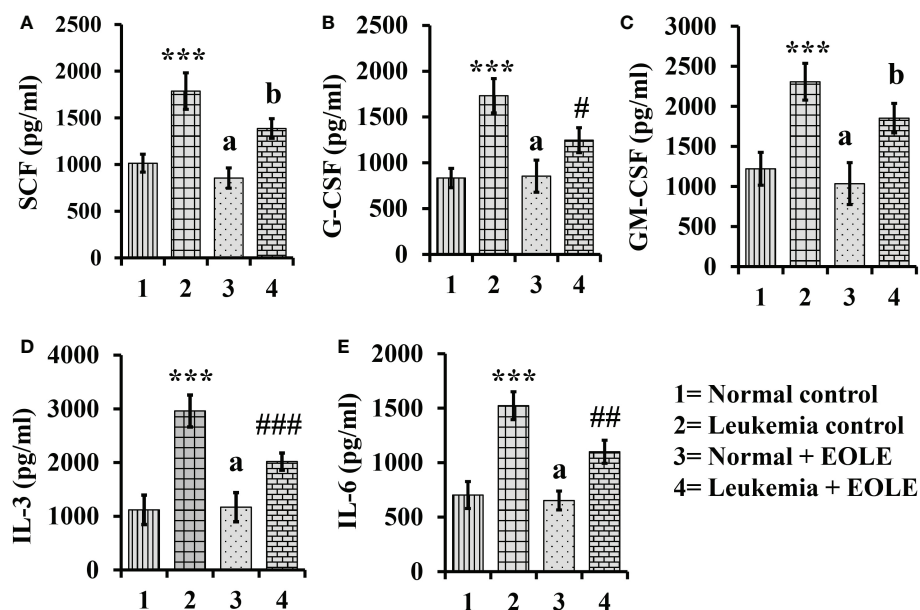 A
SCF (pg/ml)
2500
2000
1500
1000
500
0
***
a
b
1 2 3 4
B
G-CSF (pg/ml)
2500
2000
1500
1000
500
0
***
a
#
1 2 3 4
C
GM-CSF (pg/ml)
3000
2500
2000
1500
1000
500
0
***
a
b
1 2 3 4
D
IL-3 (pg/ml)
4000
3000
2000
1000
0
***
a
###
1 2 3 4
E
IL-6 (pg/ml)
2000
1500
1000
500
0
***
a
##
1 2 3 4
1= Normal control
2= Leukemia control
3= Normal + EOLE
4= Leukemia + EOLE